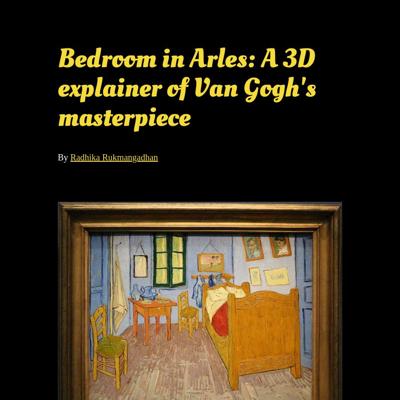 Bedroom in Arles: A 3D
explainer of Van Gogh's
masterpiece
By Radhika Rukmangadhan